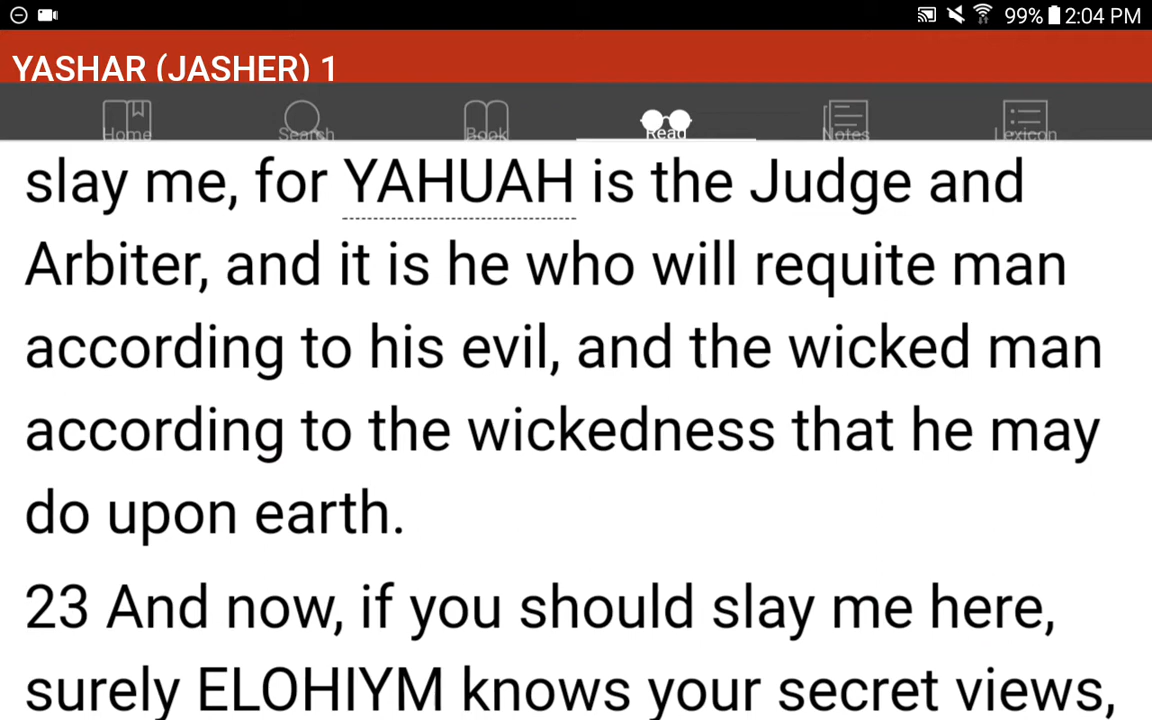 99% 2:04 PM
YASHAR (JASHER) 1
Home Search Book Read Notes Lexicon
slay me, for YAHUAH is the Judge and
Arbiter, and it is he who will requite man
according to his evil, and the wicked man
according to the wickedness that he may
do upon earth.
23 And now, if you should slay me here,
surely ELOHIYM knows your secret views,